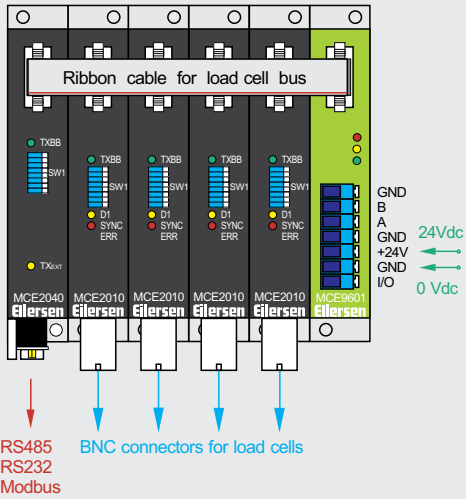 Ribbon cable for load cell bus
TXBB
SW1
TXEXT
MCE2040
Eilersen
TXBB
SW1
D1
SYNC
ERR
MCE2010
Eilersen
TXBB
SW1
D1
SYNC
ERR
MCE2010
Eilersen
TXBB
SW1
D1
SYNC
ERR
MCE2010
Eilersen
TXBB
SW1
D1
SYNC
ERR
MCE2010
Eilersen
MCE9601
Eilersen
GND
B
A
GND
+24V
GND
I/O
24Vdc
0 Vdc
RS485
RS232
Modbus
BNC connectors for load cells